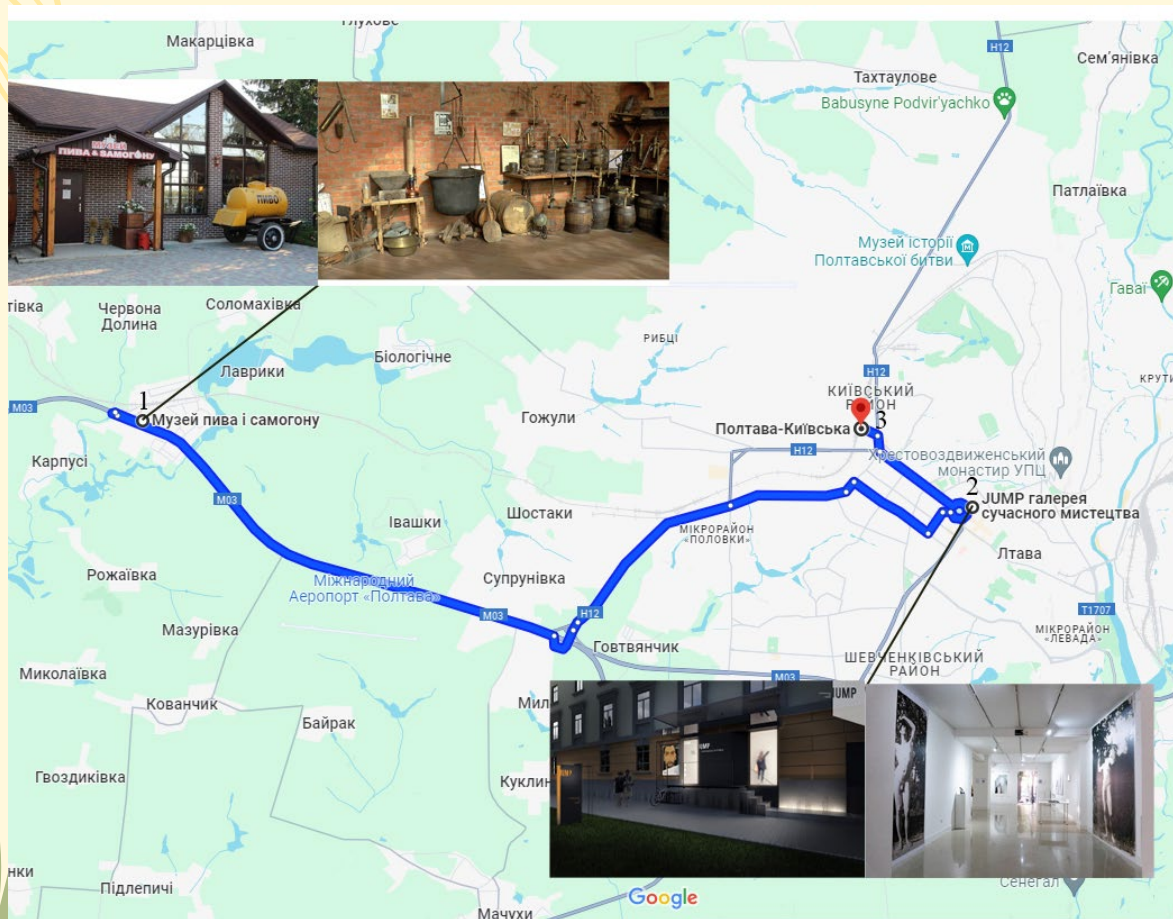 Глухове
Макарцівка
H12
Сем'янівка
Тахтаулове
Babusyne Podvir'yachko
МУЗЕЙ
ПИВА & САМОГОНУ
ПИВО
Патлаївка
Музей історії
Полтавської битви
Гаваї
Соломахівка
Червона
Долина
РИБЦІ
Біологічне
Лаврики
H12
КИЇВСЬКИЙ
РАЙОН
КРУТИ
M03
1
Музей пива і самогону
Гожули
Полтава-Київська
3
H12
Хрестовоздвиженський
монастир УПЦ
Карпусі
M03
2
JUMP галерея
сучасного мистецтва
Шостаки
Івашки
МІКРОРАЙОН
«ПОЛОВКИ»
Лтава
Рожаївка
Міжнародний
Аеропорт «Полтава»
Супрунівка
M03
H12
T1707
Мазурівка
Говтвянчик
МІКРОРАЙОН
«ЛЕВАДА»
ШЕВЧЕНКІВСЬКИЙ
РАЙОН
Миколаївка
M03
Кованчик
Мил
JUMP
Байрак
Гвоздиківка
Куклин
JUMP
нки
Підлепичі
Сенегал
Google
Мачухи